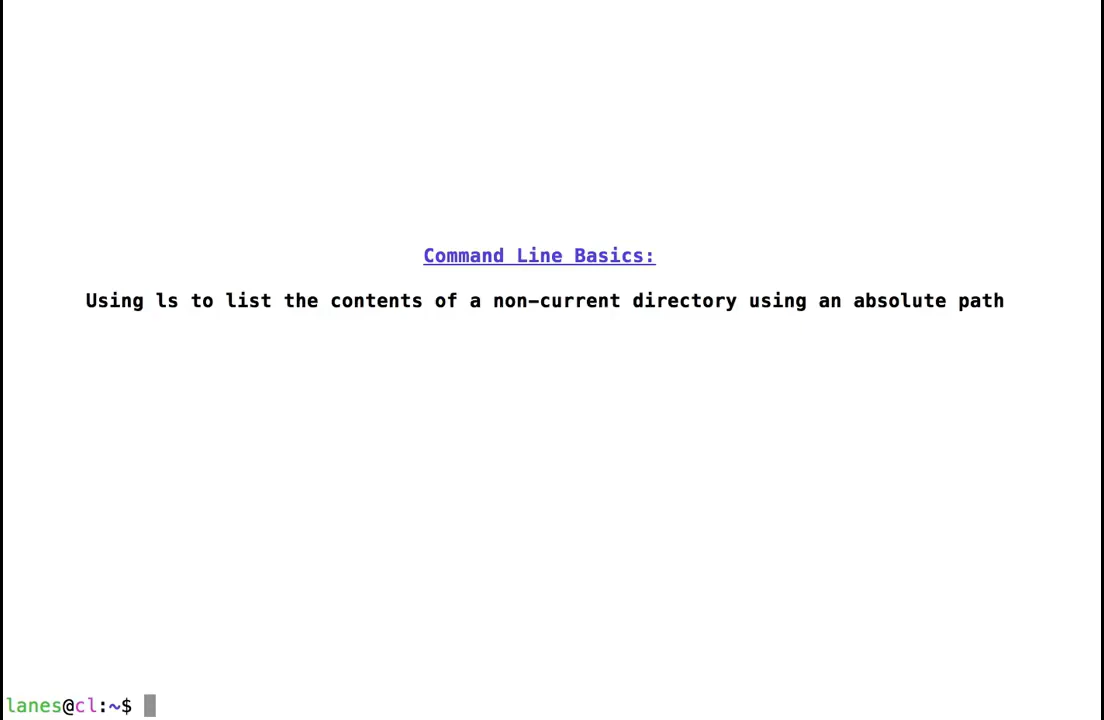 Command Line Basics:
Using ls to list the contents of a non-current directory using an absolute path
lanes@cl:~$